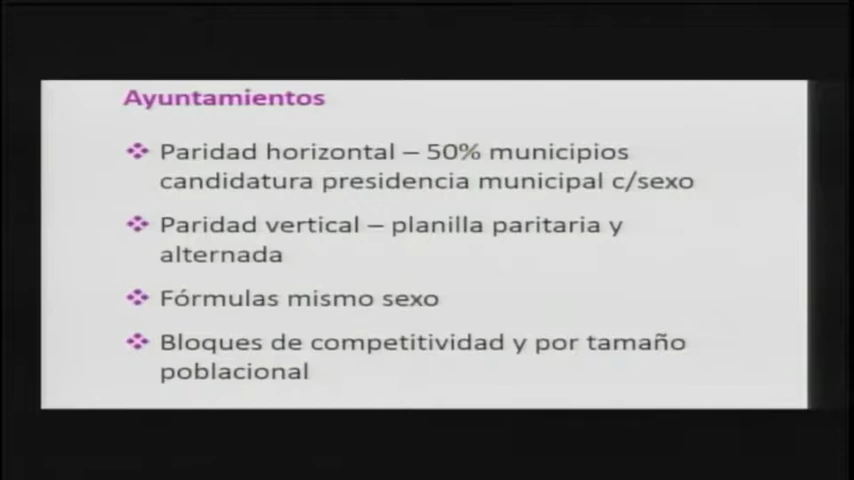 Ayuntamientos
Paridad horizontal – 50% municipios
candidatura presidencia municipal c/sexo
Paridad vertical – planilla paritaria y
alternada
Fórmulas mismo sexo
Bloques de competitividad y por tamaño
poblacional